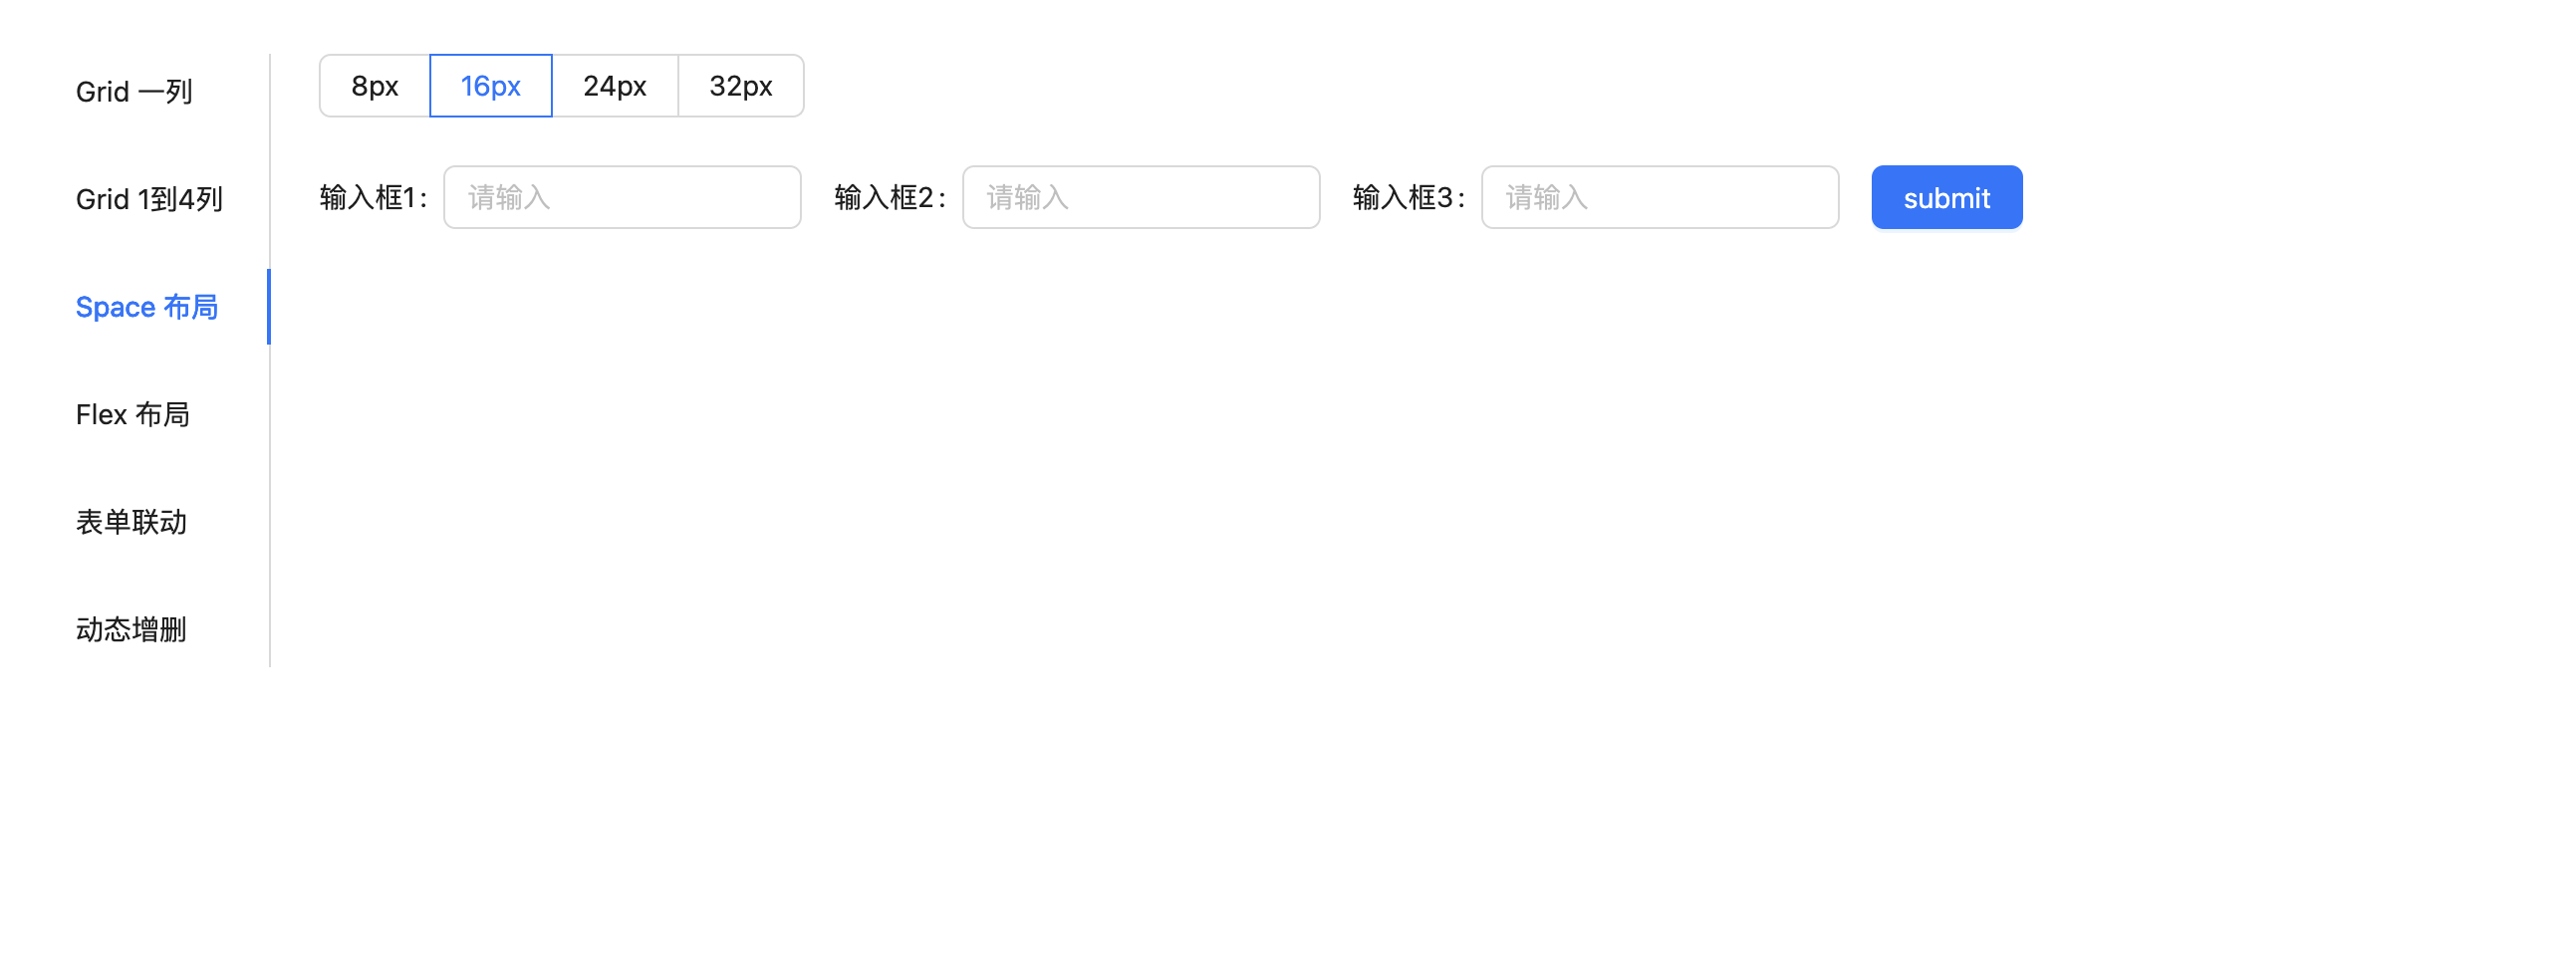 Grid 一列
Grid 1到4列
Space 布局
Flex 布局
表单联动
动态增删
8px 16px 24px 32px
输入框1: 请输入 输入框2: 请输入 输入框3: 请输入 submit